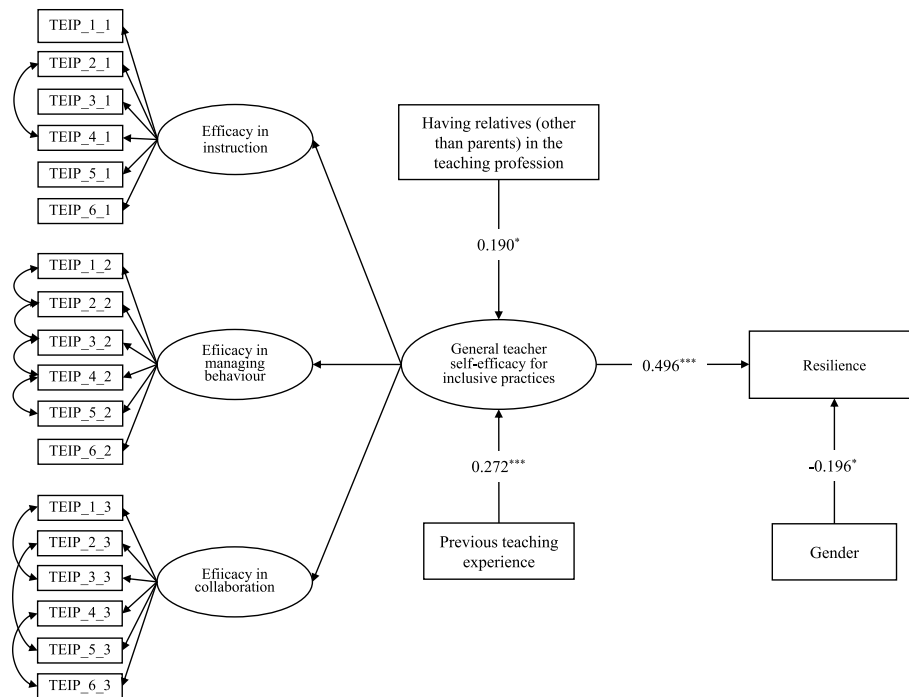 TEIP_1_1
TEIP_2_1
TEIP_3_1
TEIP_4_1
TEIP_5_1
TEIP_6_1
Efficacy in
instruction
TEIP_1_2
TEIP_2_2
TEIP_3_2
TEIP_4_2
TEIP_5_2
TEIP_6_2
Efiicacy in
managing
behaviour
TEIP_1_3
TEIP_2_3
TEIP_3_3
TEIP_4_3
TEIP_5_3
TEIP_6_3
Efiicacy in
collaboration
Having relatives (other
than parents) in the
teaching profession
0.190*
General teacher
self-efficacy for
inclusive practices
0.272***
Previous teaching
experience
0.496***
Resilience
-0.196*
Gender